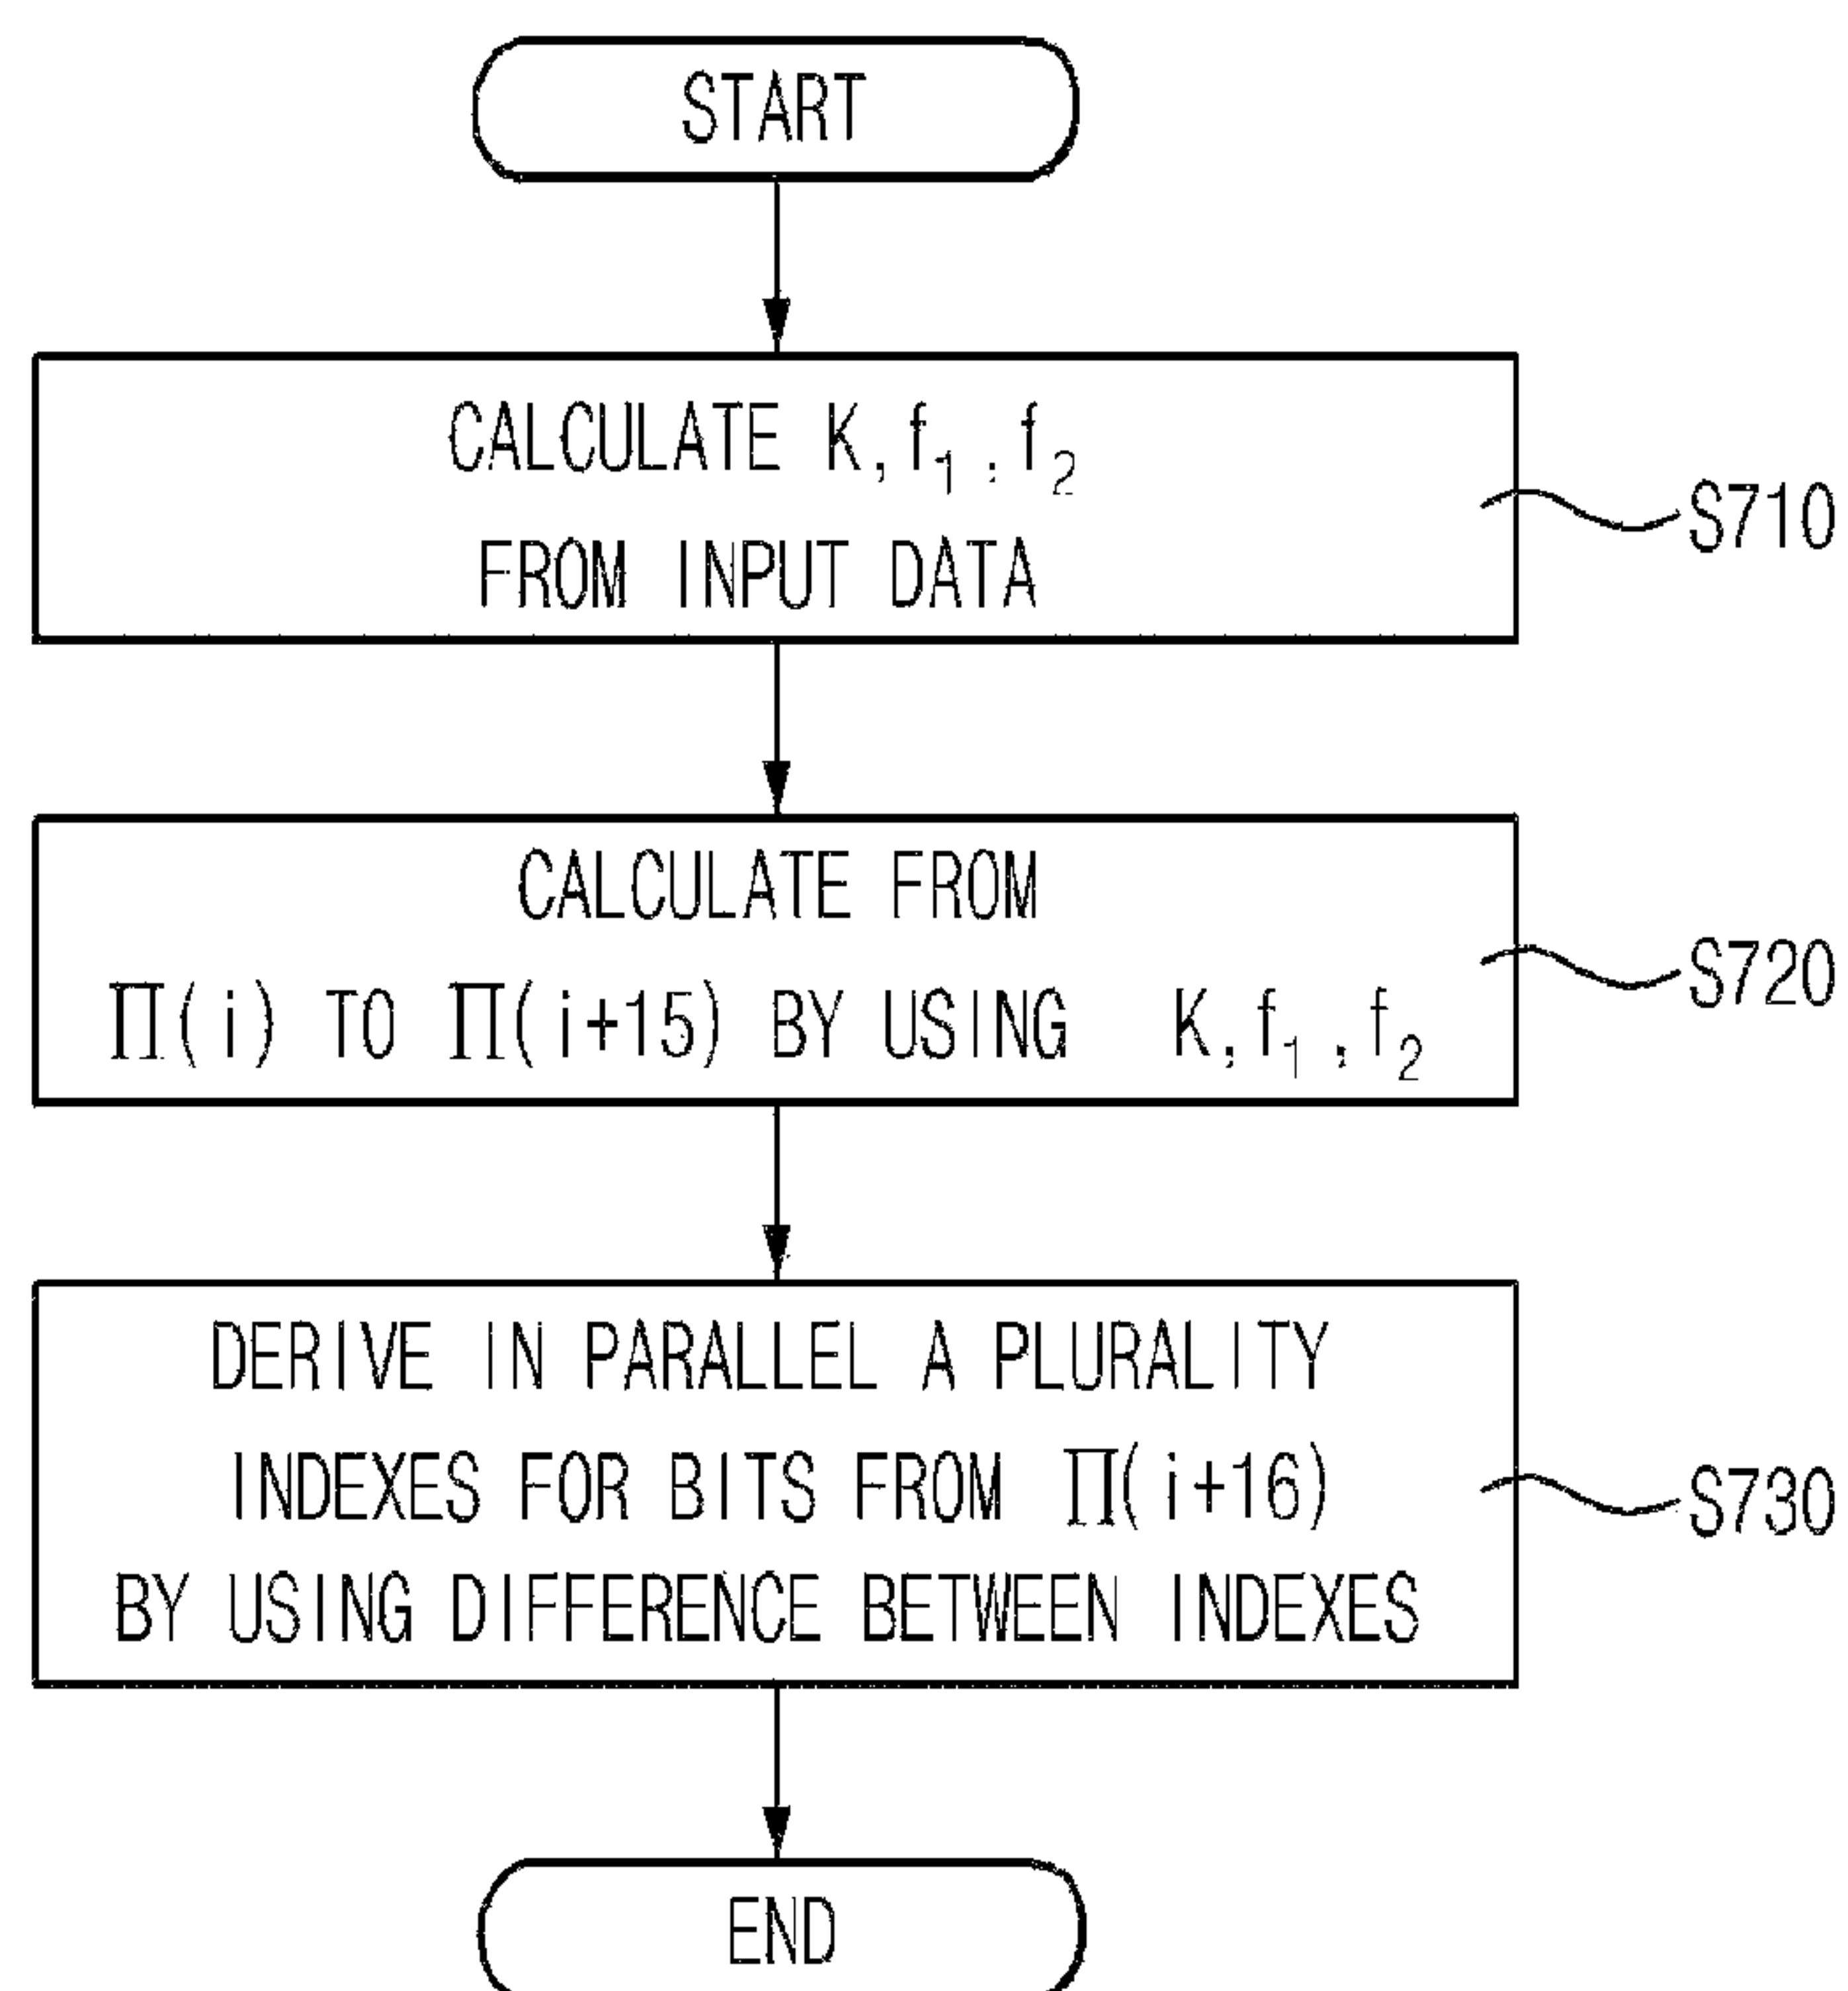 START
CALCULATE K, f₁, f₂
FROM INPUT DATA
S710
CALCULATE FROM
Π(i) TO Π(i+15) BY USING K, f₁, f₂
S720
DERIVE IN PARALLEL A PLURALITY
INDEXES FOR BITS FROM Π(i+16)
BY USING DIFFERENCE BETWEEN INDEXES
S730
END